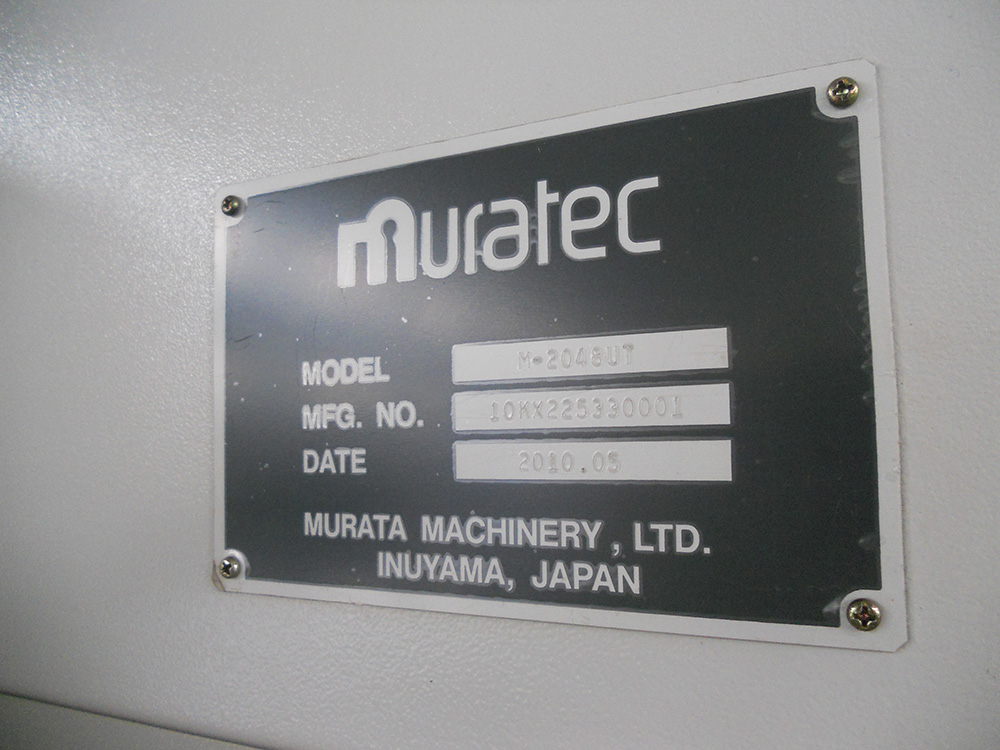 muratec
MODEL M-2048UT
MFG. NO. 10KX225330001
DATE 2010.05
MURATA MACHINERY, LTD.
INUYAMA, JAPAN